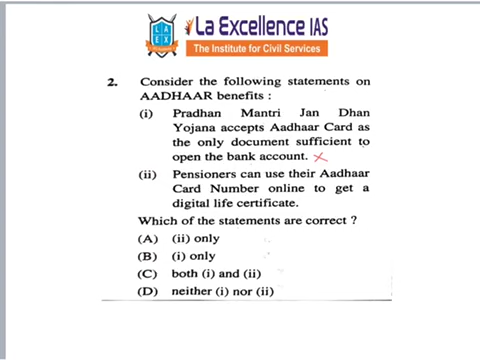 La Excellence IAS
The Institute for Civil Services
2. Consider the following statements on
AADHAAR benefits :
(i) Pradhan Mantri Jan Dhan
Yojana accepts Aadhaar Card as
the only document sufficient to
open the bank account.
(ii) Pensioners can use their Aadhaar
Card Number online to get a
digital life certificate.
Which of the statements are correct ?
(A) (ii) only
(B) (i) only
(C) both (i) and (ii)
(D) neither (i) nor (ii)